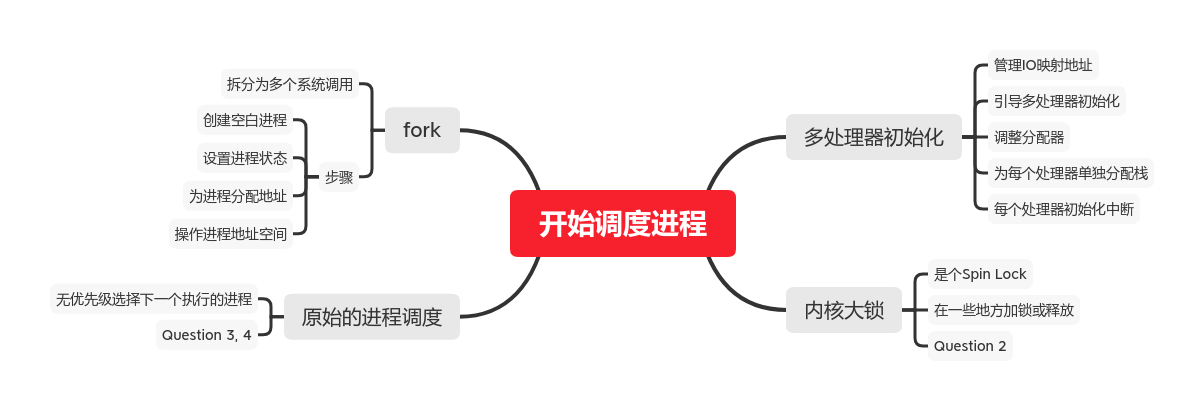 开始调度进程
多处理器初始化
管理IO映射地址
引导多处理器初始化
调整分配器
为每个处理器单独分配栈
每个处理器初始化中断
内核大锁
是个Spin Lock
在一些地方加锁或释放
Question 2
fork
拆分为多个系统调用
步骤
创建空白进程
设置进程状态
为进程分配地址
操作进程地址空间
原始的进程调度
无优先级选择下一个执行的进程
Question 3, 4